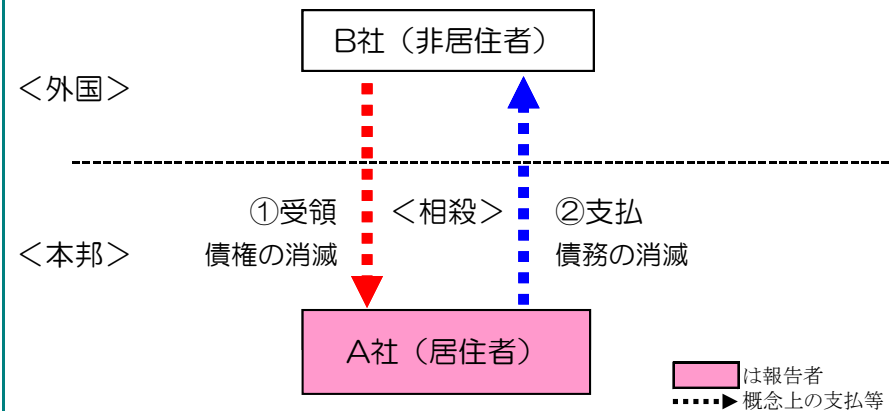 B社（非居住者）
＜外国＞
①受領 ＜相殺＞ ②支払
＜本邦＞ 債権の消滅 債務の消滅
A社（居住者）
は報告者
概念上の支払等